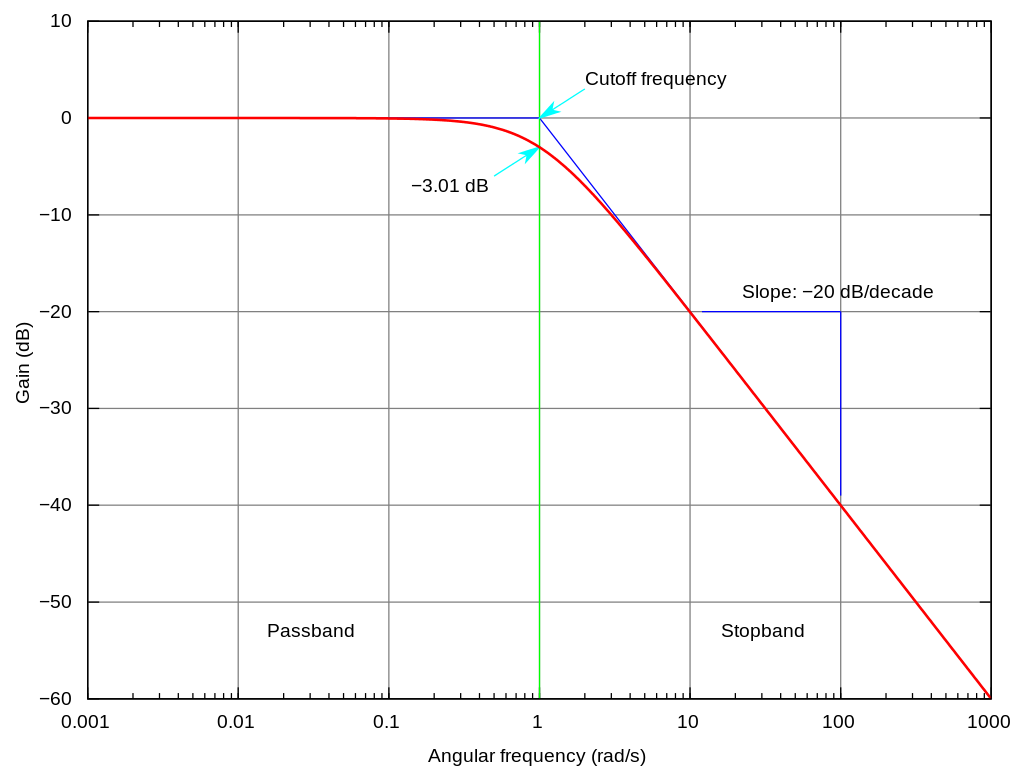 10
Cutoff frequency
0
−3.01 dB
−10
Slope: −20 dB/decade
−20
Gain (dB)
−30
−40
−50
Passband
Stopband
−60
0.001
0.01
0.1
1
10
100
1000
Angular frequency (rad/s)